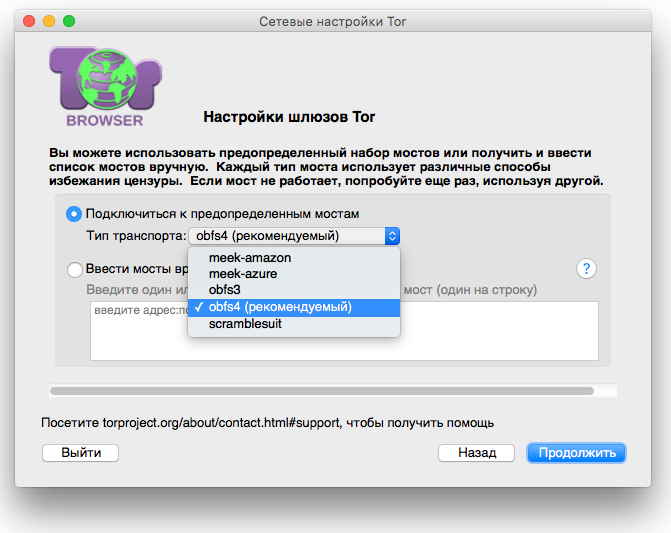 Сетевые настройки Tor
Tor
BROWSER
Настройки шлюзов Tor
Вы можете использовать предопределенный набор мостов или получить и ввести
список мостов вручную. Каждый тип моста использует различные способы
избежания цензуры. Если мост не работает, попробуйте еще раз, используя другой.
Подключиться к предопределенным мостам
Тип транспорта: obfs4 (рекомендуемый)
meek-amazon
meek-azure
obfs3
✓ obfs4 (рекомендуемый)
scramblesuit
Ввести мосты вр
?
Введите один ил мост (один на строку)
введите адрес:по
Посетите torproject.org/about/contact.html#support, чтобы получить помощь
Выйти
Назад
Продолжить